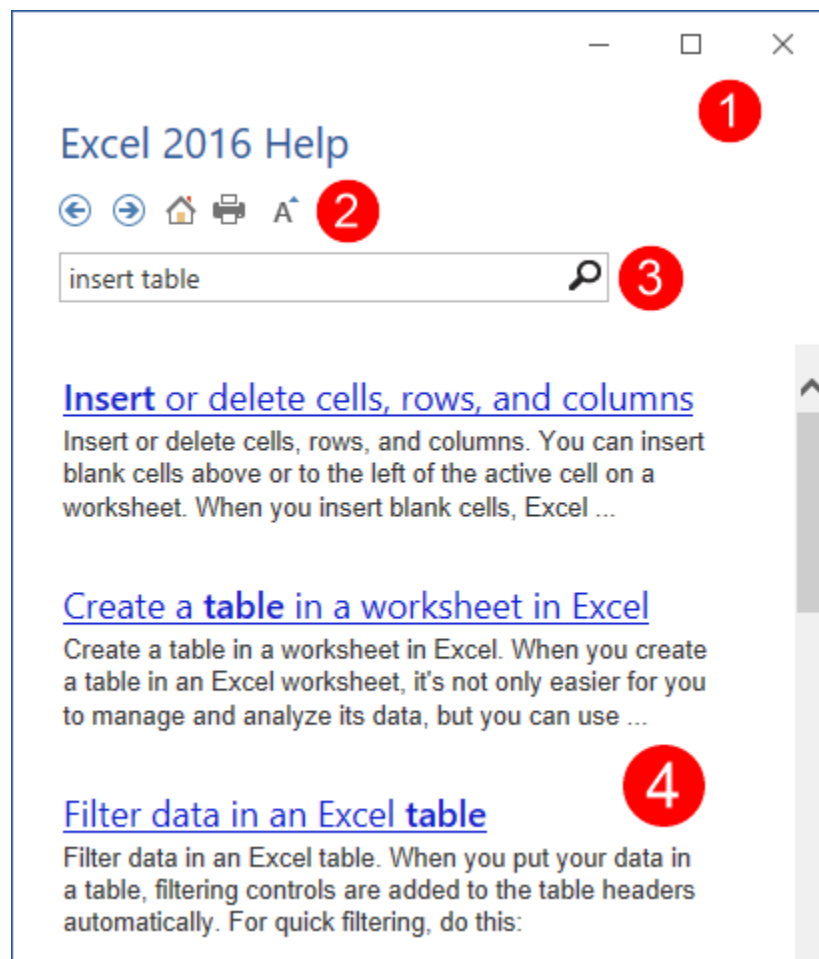 1
Excel 2016 Help
A 2
insert table 3
Insert or delete cells, rows, and columns
Insert or delete cells, rows, and columns. You can insert
blank cells above or to the left of the active cell on a
worksheet. When you insert blank cells, Excel ...
Create a table in a worksheet in Excel
Create a table in a worksheet in Excel. When you create
a table in an Excel worksheet, it's not only easier for you
to manage and analyze its data, but you can use ...
4
Filter data in an Excel table
Filter data in an Excel table. When you put your data in
a table, filtering controls are added to the table headers
automatically. For quick filtering, do this: